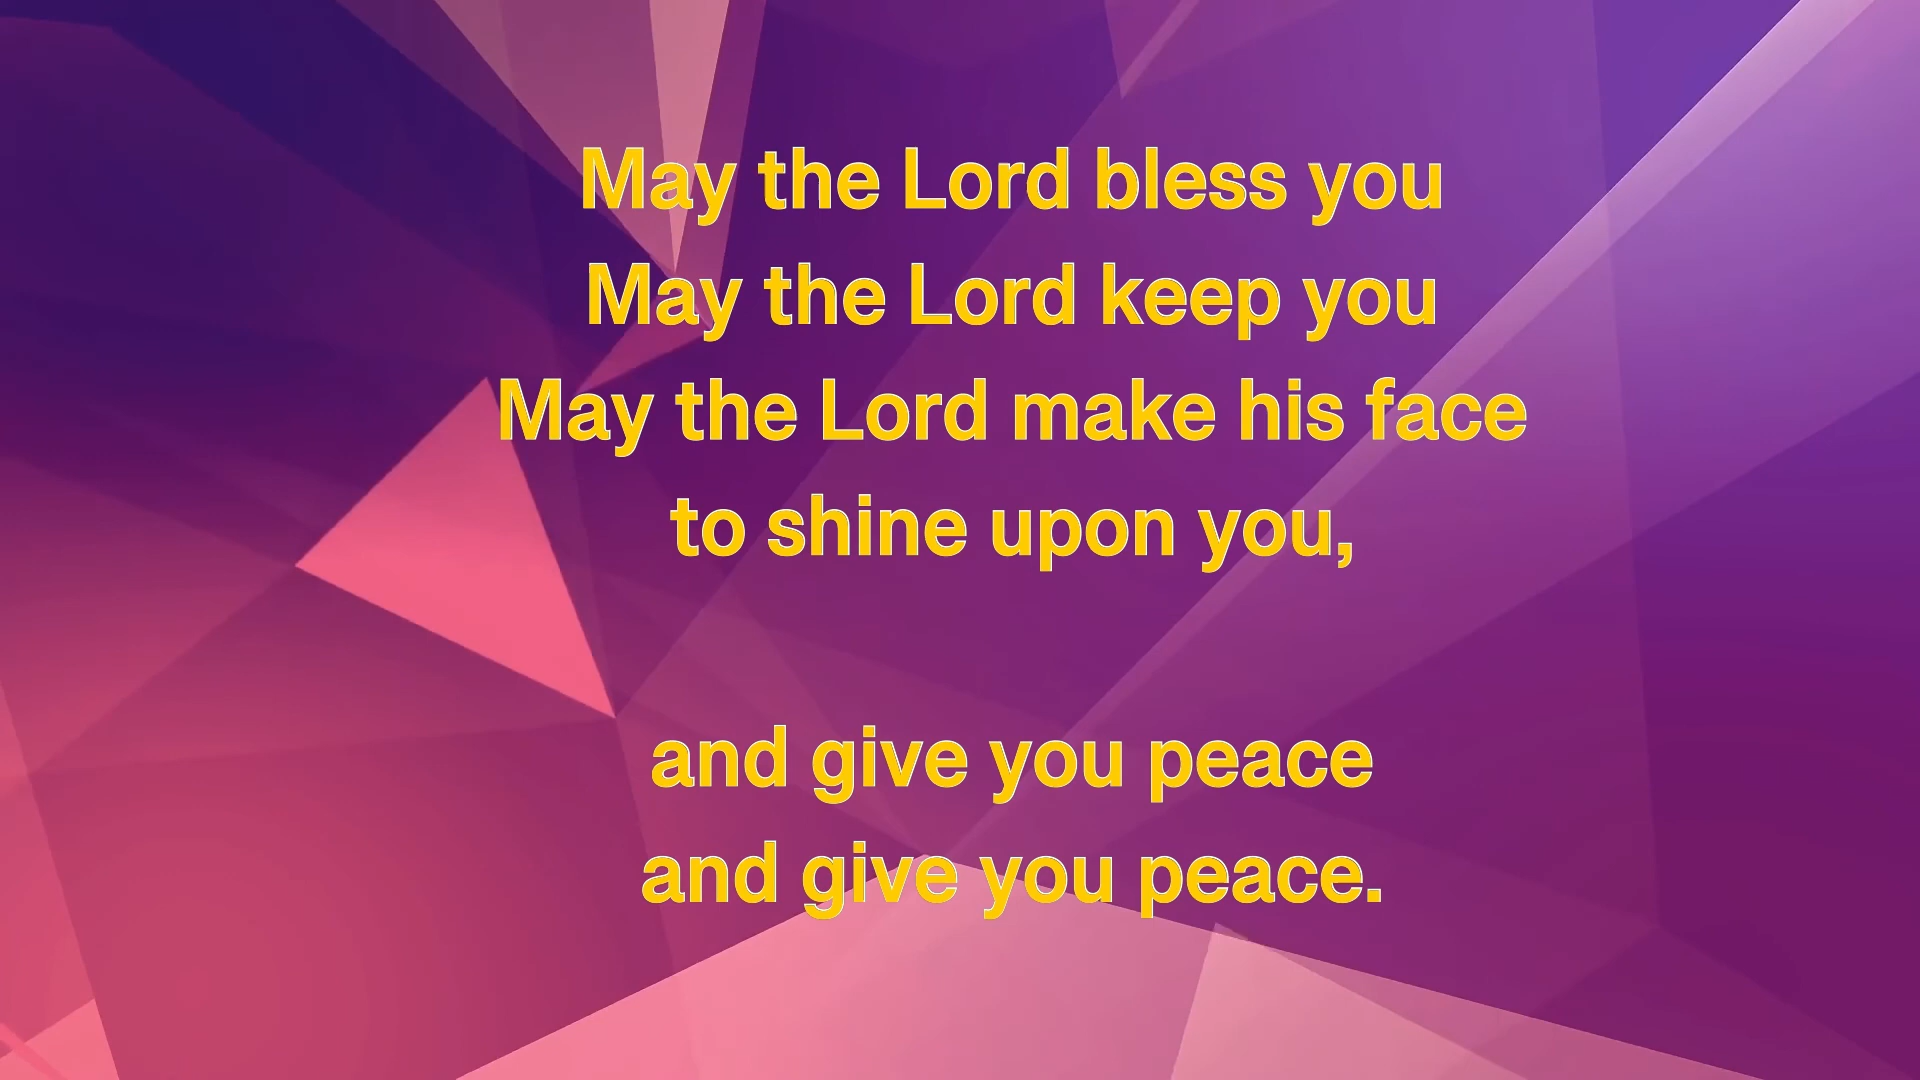 May the Lord bless you
May the Lord keep you
May the Lord make his face
to shine upon you,
and give you peace
and give you peace.